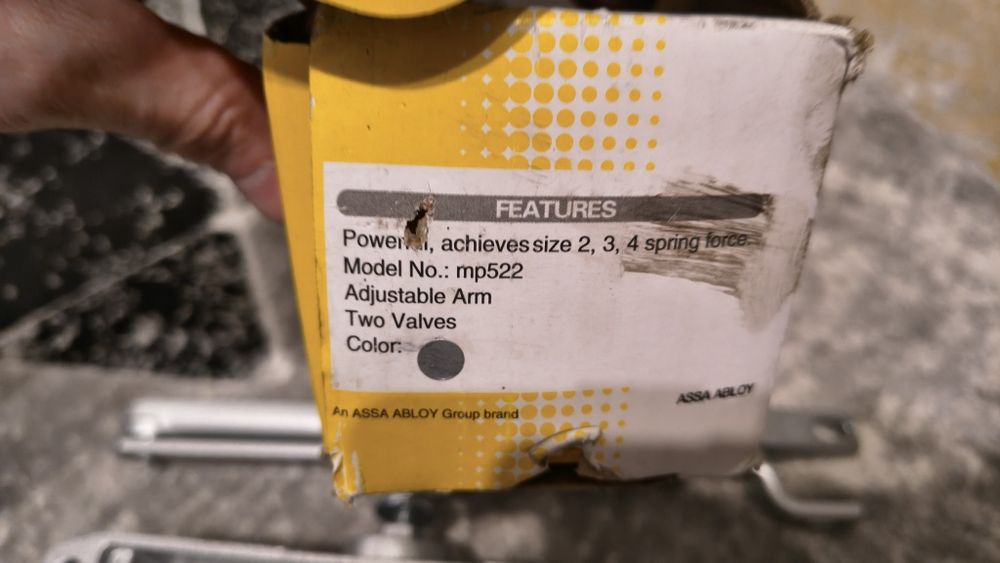 FEATURES
achieves size 2, 3, 4 spring force.
Model No.: mp522
Adjustable Arm
Two Valves
Color:
ASSA ABLOY
An ASSA ABLOY Group brand